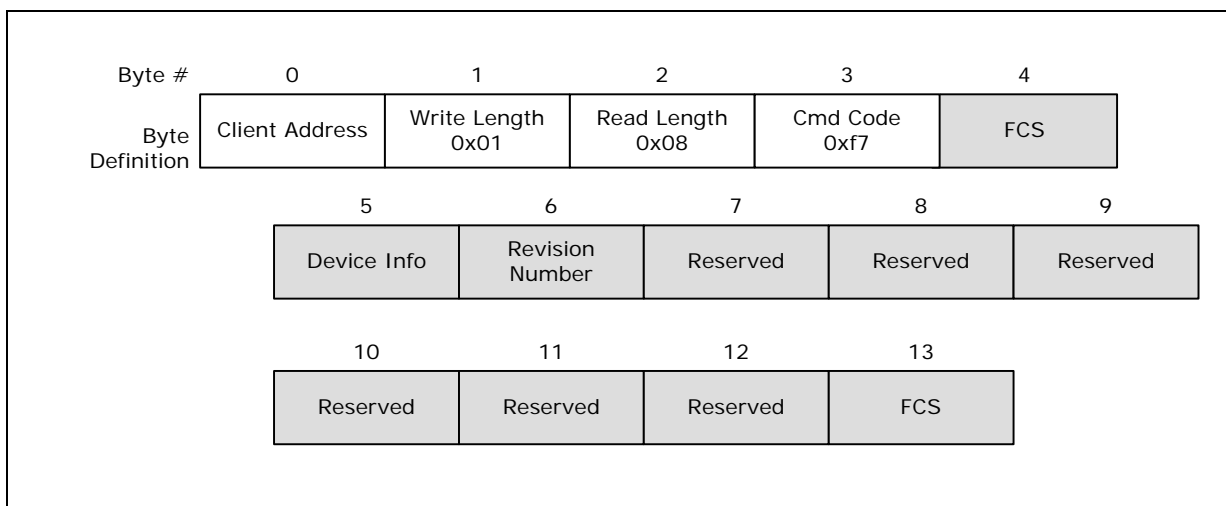 Byte # 0 1 2 3 4
Byte Definition
Client Address
Write Length
0x01
Read Length
0x08
Cmd Code
0xf7
FCS
5 6 7 8 9
Device Info
Revision
Number
Reserved
Reserved
Reserved
10 11 12 13
Reserved
Reserved
Reserved
FCS